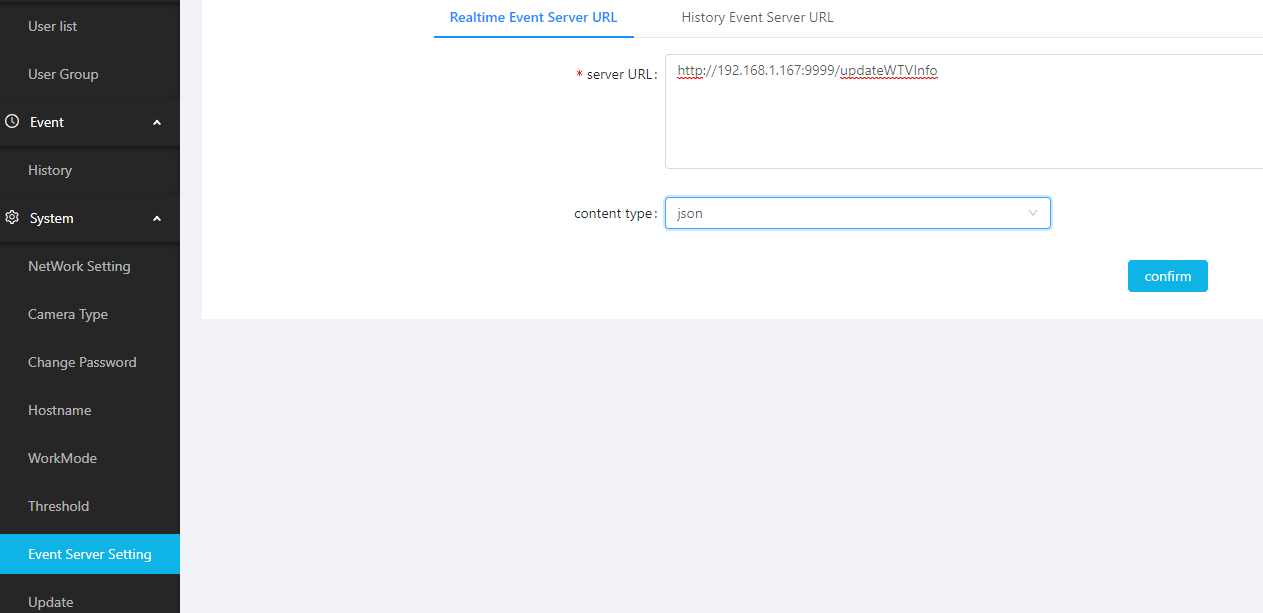 User list
User Group
Event
History
System
NetWork Setting
Camera Type
Change Password
Hostname
WorkMode
Threshold
Event Server Setting
Update
Realtime Event Server URL
History Event Server URL
* server URL:
http://192.168.1.167:9999/updateWTVInfo
content type:
json
confirm